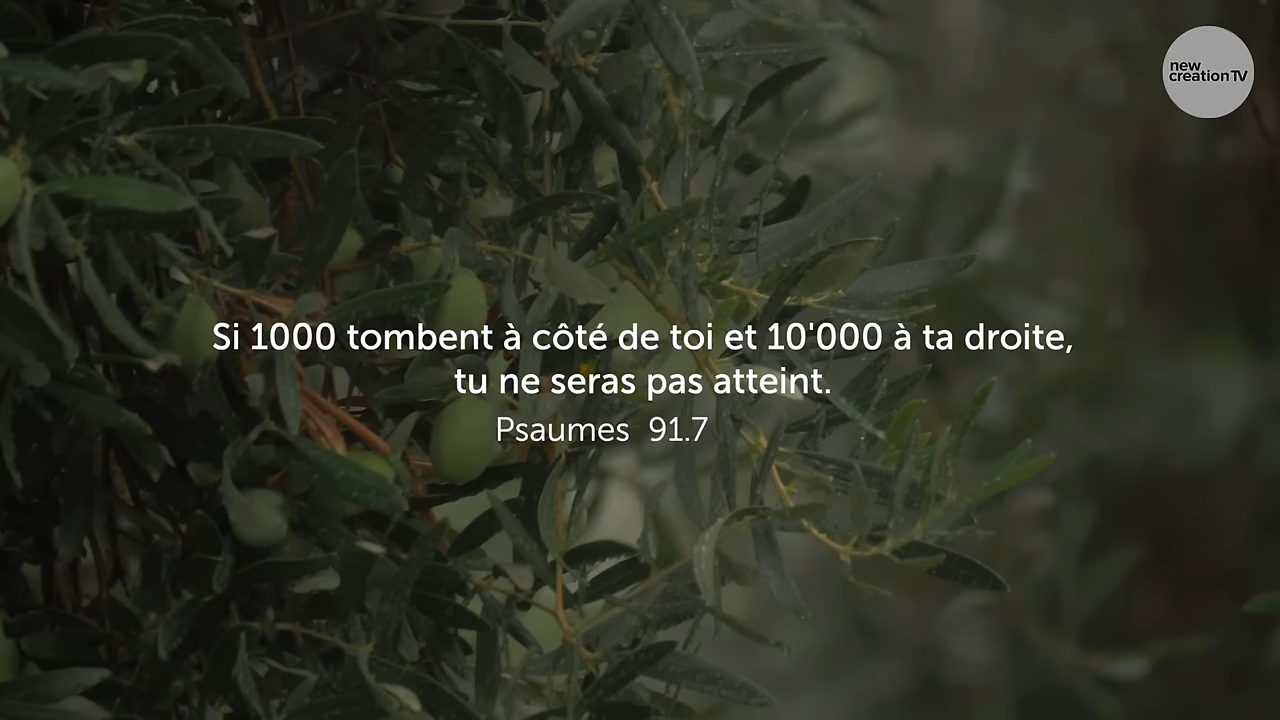 new
creation TV
Si 1000 tombent à côté de toi et 10'000 à ta droite,
tu ne seras pas atteint.
Psaumes 91.7